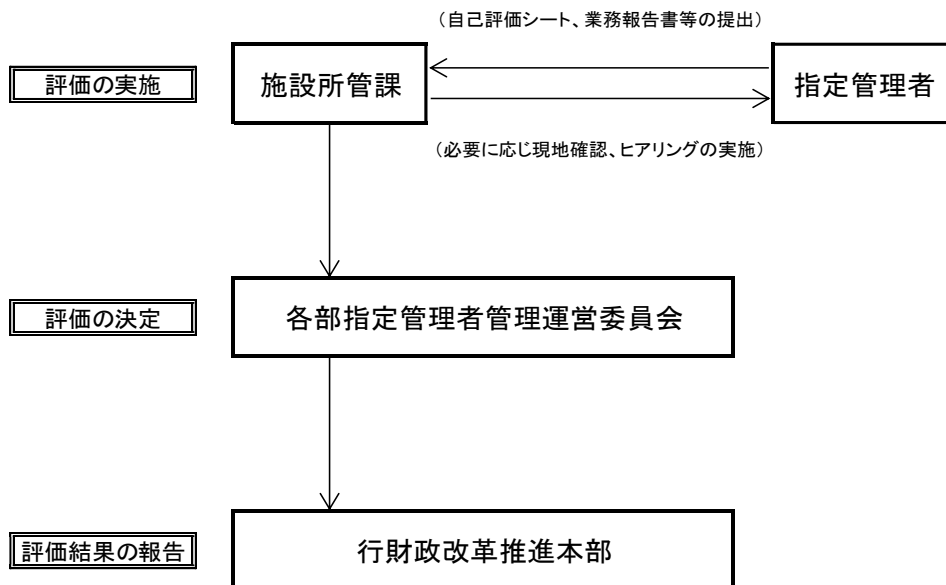 （自己評価シート、業務報告書等の提出）
評価の実施
施設所管課
指定管理者
（必要に応じ現地確認、ヒアリングの実施）
評価の決定
各部指定管理者管理運営委員会
評価結果の報告
行財政改革推進本部